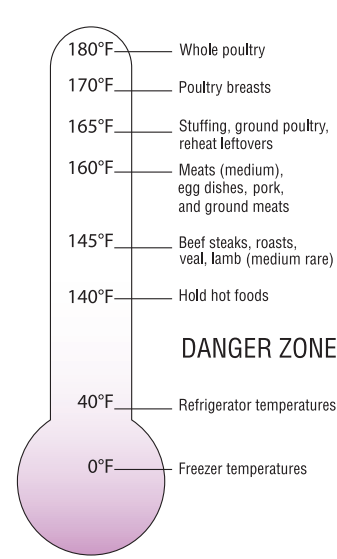 180°F Whole poultry
170°F Poultry breasts
165°F Stuffing, ground poultry,
reheat leftovers
160°F Meats (medium),
egg dishes, pork,
and ground meats
145°F Beef steaks, roasts,
veal, lamb (medium rare)
140°F Hold hot foods
DANGER ZONE
40°F Refrigerator temperatures
0°F Freezer temperatures